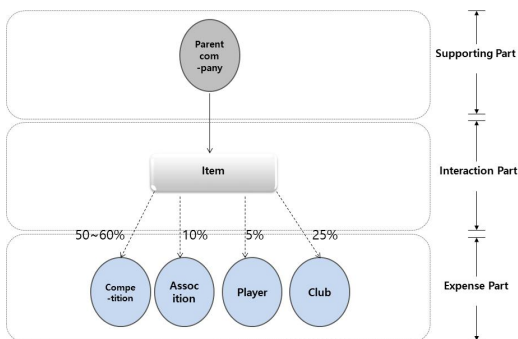 Parent
com
-pany
Supporting Part
Item
Interaction Part
50~60%
10%
5%
25%
Compe
-tition
Assoc
ition
Player
Club
Expense Part